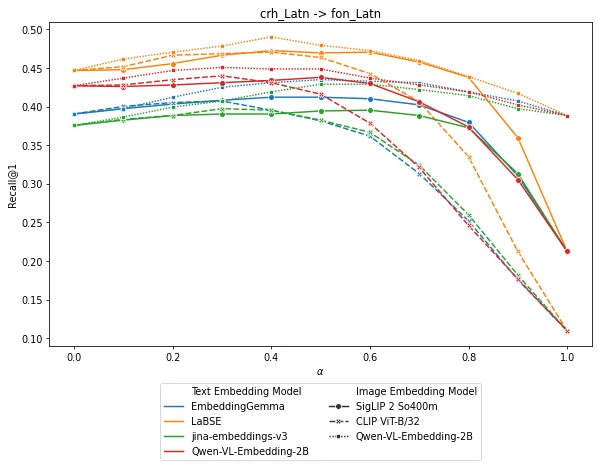 crh_Latn -> fon_Latn
Recall@1
0.50
0.45
0.40
0.35
0.30
0.25
0.20
0.15
0.10
0.0 0.2 0.4 0.6 0.8 1.0
α
Text Embedding Model
EmbeddingGemma
LaBSE
jina-embeddings-v3
Qwen-VL-Embedding-2B
Image Embedding Model
SigLIP 2 So400m
CLIP ViT-B/32
Qwen-VL-Embedding-2B